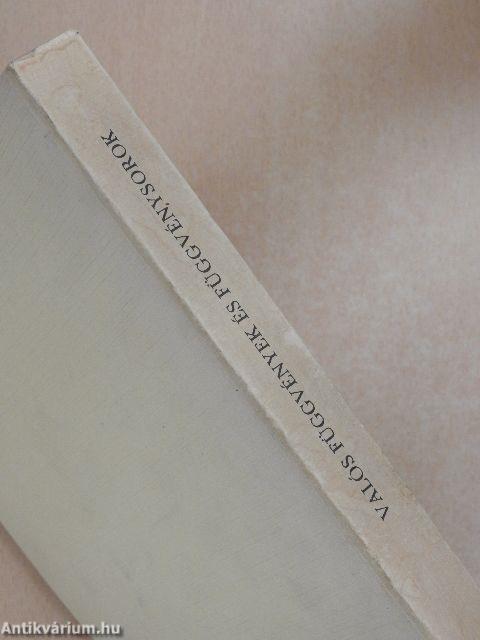 VALÓS FÜGGVÉNYEK ÉS FÜGGVÉNYSOROK
Antikvárium.hu